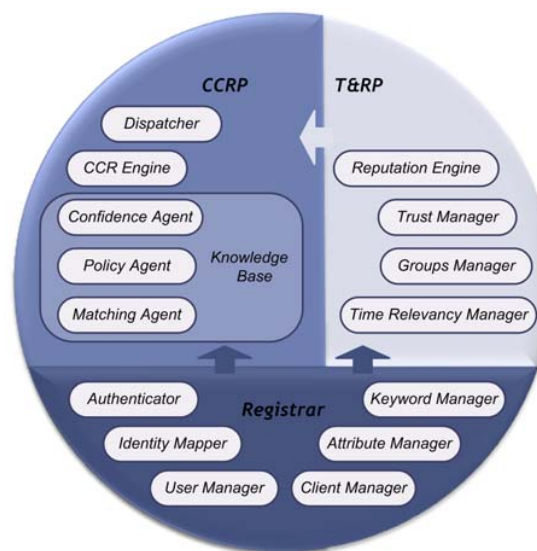 CCRP
T&RP
Dispatcher
CCR Engine
Reputation Engine
Confidence Agent
Trust Manager
Policy Agent
Knowledge
Base
Groups Manager
Matching Agent
Time Relevancy Manager
Authenticator
Registrar
Keyword Manager
Identity Mapper
Attribute Manager
User Manager
Client Manager